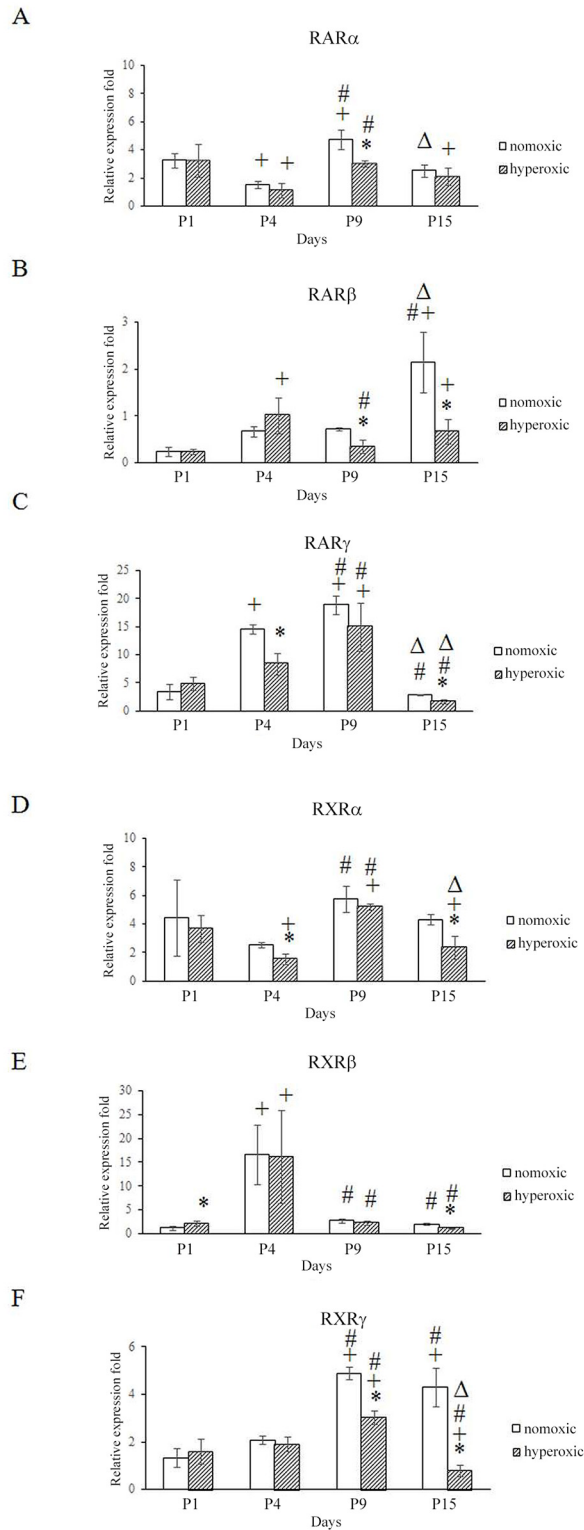 A
RARα
Relative expression fold
10
8
6
4
2
0
#
+
#
*
+ +
Δ +
nomoxic
hyperoxic
P1 P4 P9 P15
Days
B
RARβ
Relative expression fold
3
2
1
0
Δ
#+
+
*
+
#
*
nomoxic
hyperoxic
P1 P4 P9 P15
Days
C
RARγ
Relative expression fold
25
20
15
10
5
0
# #
+ +
+
*
Δ Δ
# #
*
nomoxic
hyperoxic
P1 P4 P9 P15
Days
D
RXRα
Relative expression fold
10
8
6
4
2
0
# #
+
+
*
Δ
+
*
nomoxic
hyperoxic
P1 P4 P9 P15
Days
E
RXRβ
Relative expression fold
30
25
20
15
10
5
0
+ +
*
# #
# #
*
nomoxic
hyperoxic
P1 P4 P9 P15
Days
F
RXRγ
Relative expression fold
6
4
2
0
#
+
#
+
*
#
+
Δ
#
+
*
nomoxic
hyperoxic
P1 P4 P9 P15
Days